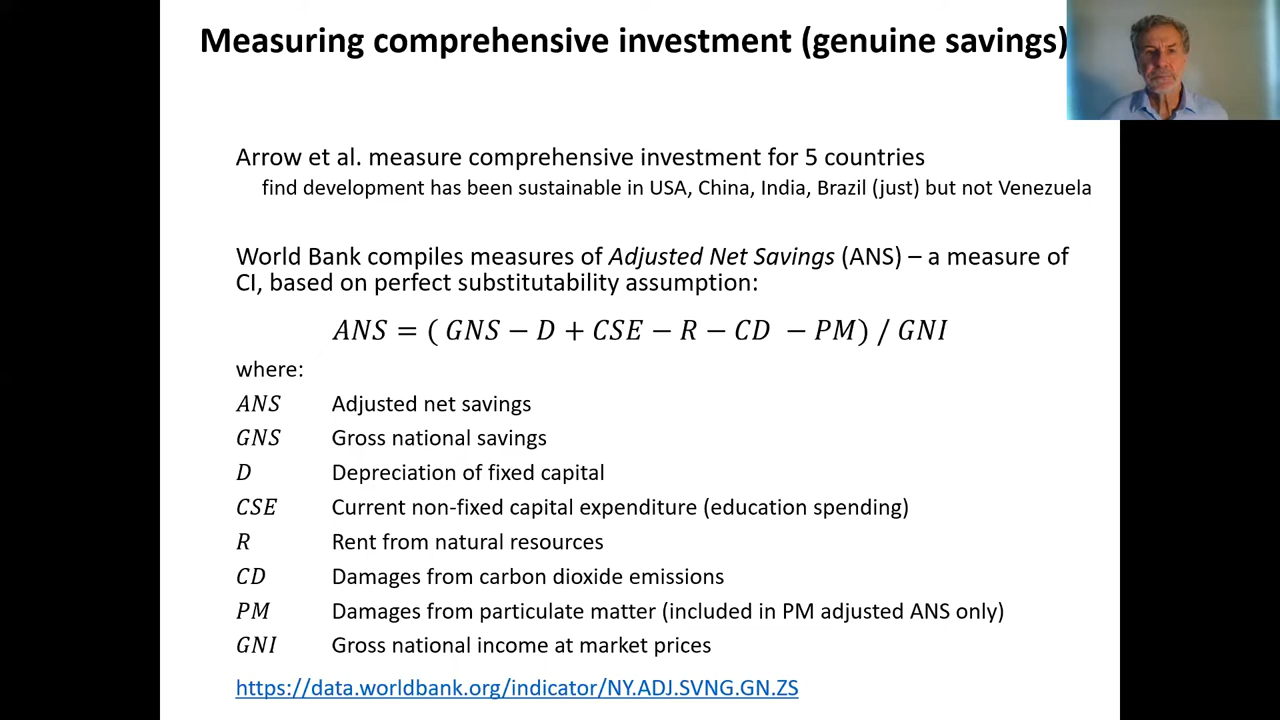 Measuring comprehensive investment (genuine savings)
Arrow et al. measure comprehensive investment for 5 countries
find development has been sustainable in USA, China, India, Brazil (just) but not Venezuela
World Bank compiles measures of Adjusted Net Savings (ANS) – a measure of
CI, based on perfect substitutability assumption:
ANS = ( GNS − D + CSE − R − CD − PM) / GNI
where:
ANS Adjusted net savings
GNS Gross national savings
D Depreciation of fixed capital
CSE Current non-fixed capital expenditure (education spending)
R Rent from natural resources
CD Damages from carbon dioxide emissions
PM Damages from particulate matter (included in PM adjusted ANS only)
GNI Gross national income at market prices
https://data.worldbank.org/indicator/NY.ADJ.SVNG.GN.ZS